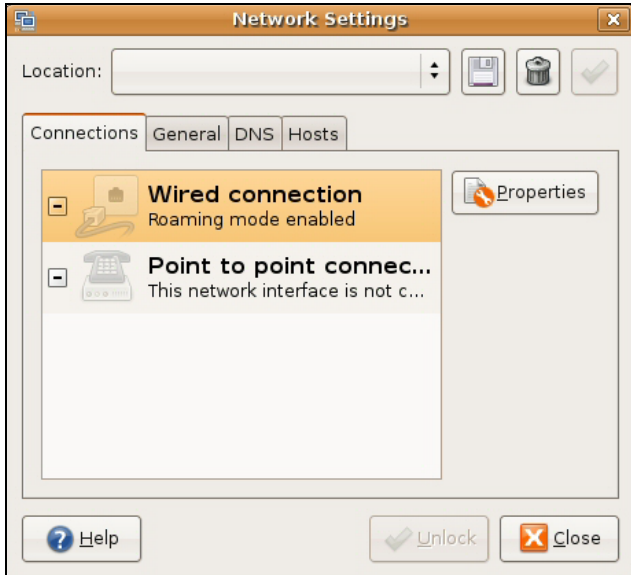 Network Settings
Location:
Connections General DNS Hosts
Wired connection
Roaming mode enabled
Properties
Point to point connec...
This network interface is not c...
Help Unlock Close